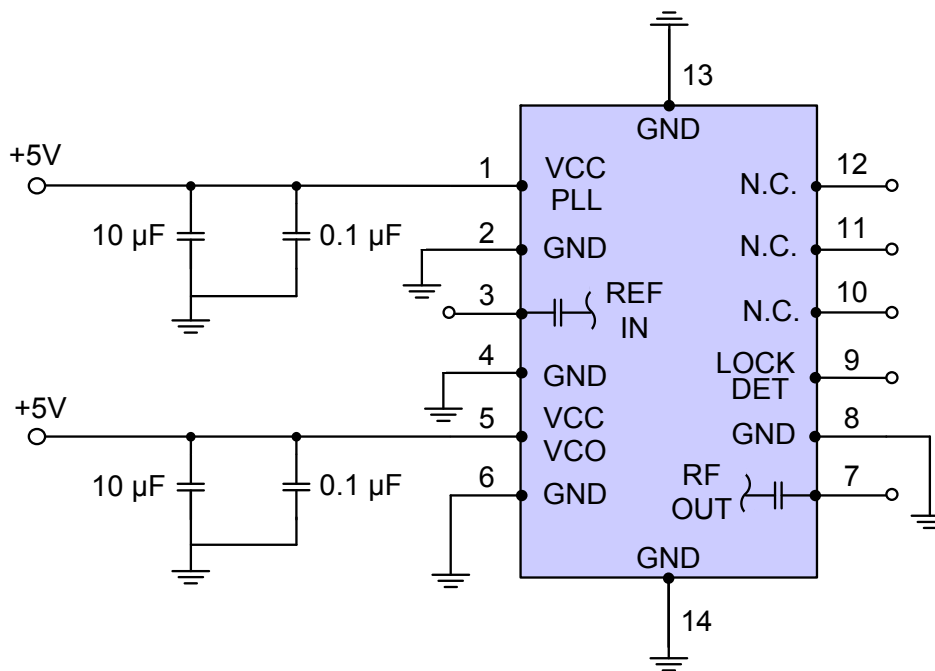 13
GND
+5V
1
VCC
PLL
10 µF
0.1 µF
2
GND
3
REF
IN
4
GND
+5V
5
VCC
VCO
10 µF
0.1 µF
6
GND
N.C.
12
N.C.
11
N.C.
10
LOCK
DET
9
GND
8
RF
OUT
7
GND
14